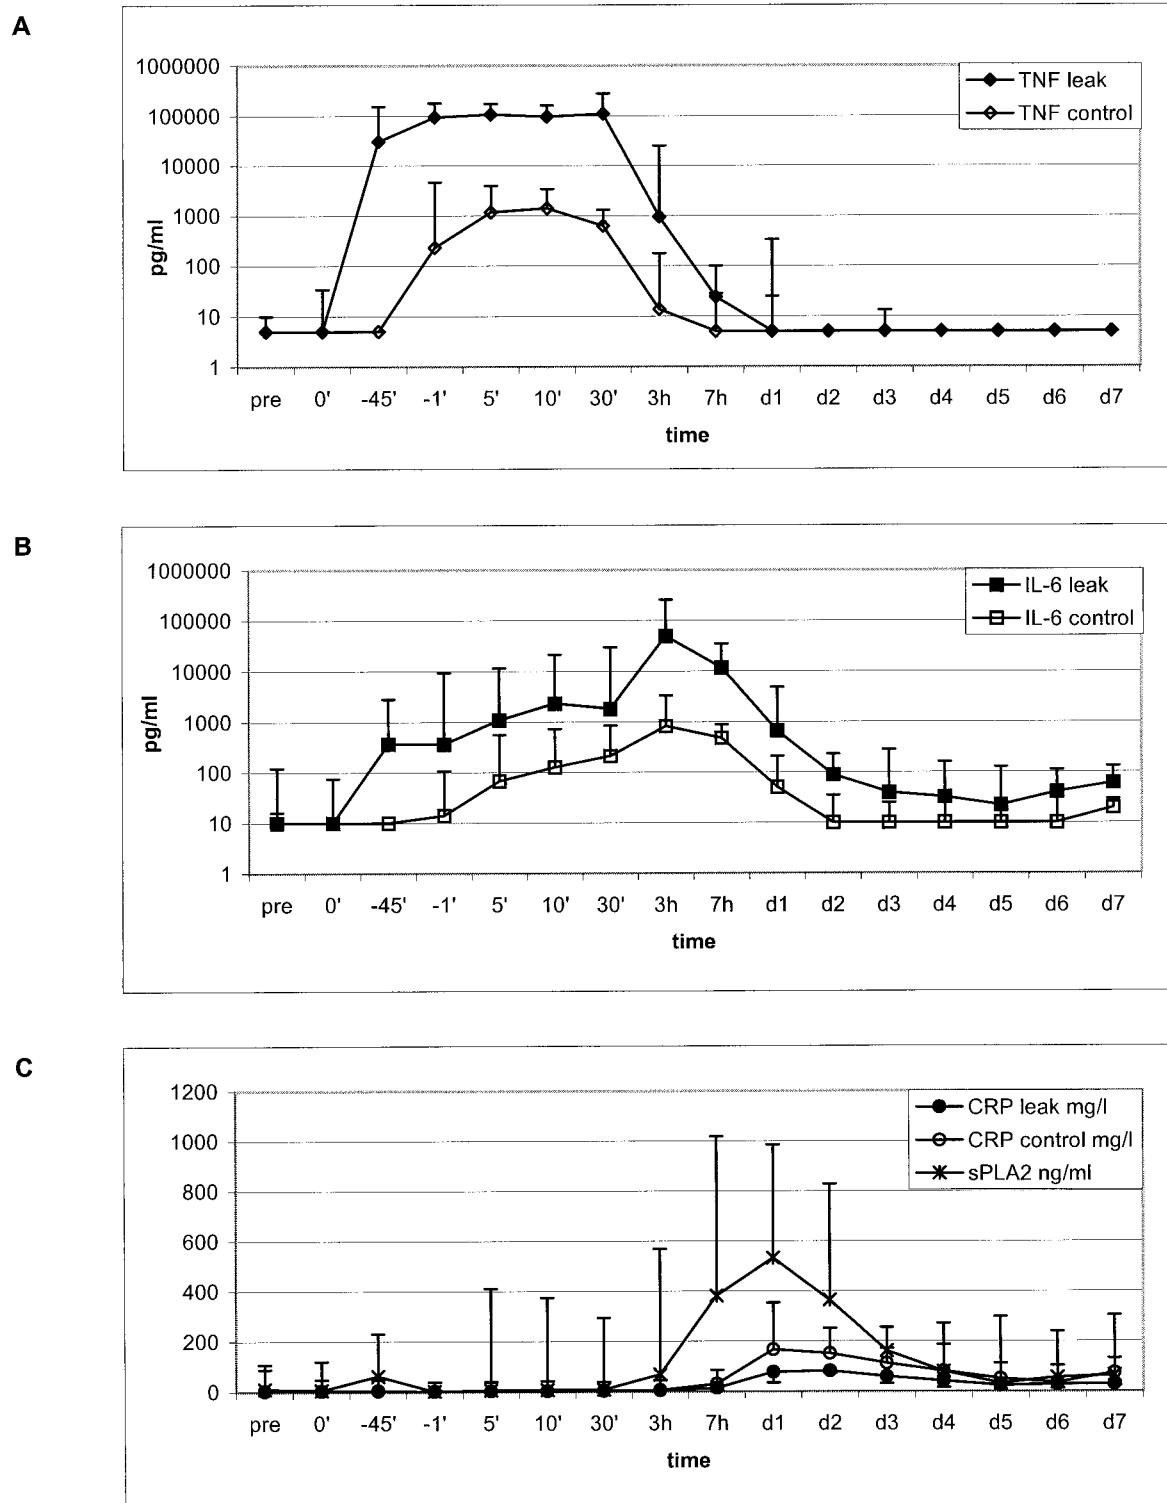 A
1000000
100000
10000
1000
100
10
1
pg/ml
TNF leak
TNF control
pre 0' -45' -1' 5' 10' 30' 3h 7h d1 d2 d3 d4 d5 d6 d7
time
B
1000000
100000
10000
1000
100
10
1
pg/ml
IL-6 leak
IL-6 control
pre 0' -45' -1' 5' 10' 30' 3h 7h d1 d2 d3 d4 d5 d6 d7
time
C
1200
1000
800
600
400
200
0
CRP leak mg/l
CRP control mg/l
sPLA2 ng/ml
pre 0' -45' -1' 5' 10' 30' 3h 7h d1 d2 d3 d4 d5 d6 d7
time